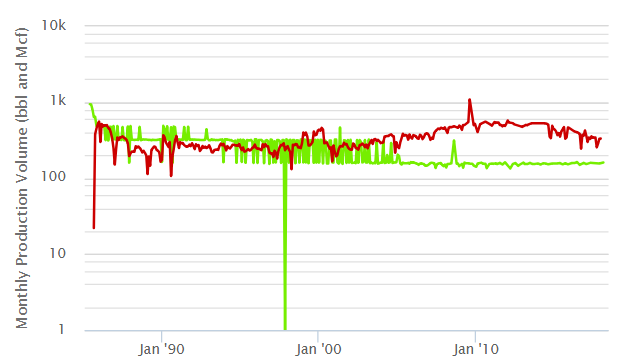 Monthly Production Volume (bbl and Mcf)
10k
1k
100
10
1
Jan '90
Jan '00
Jan '10